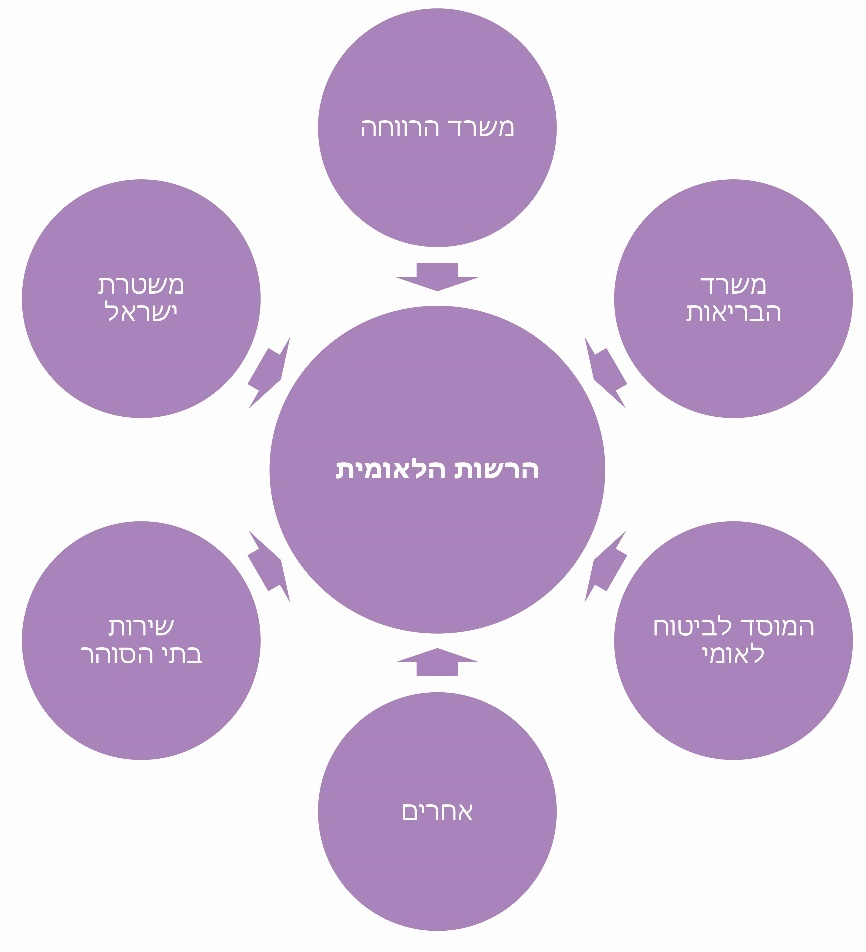 משרד הרווחה
משרד
הבריאות
משטרת
ישראל
הרשות הלאומית
המוסד לביטוח
לאומי
שירות
בתי הסוהר
אחרים